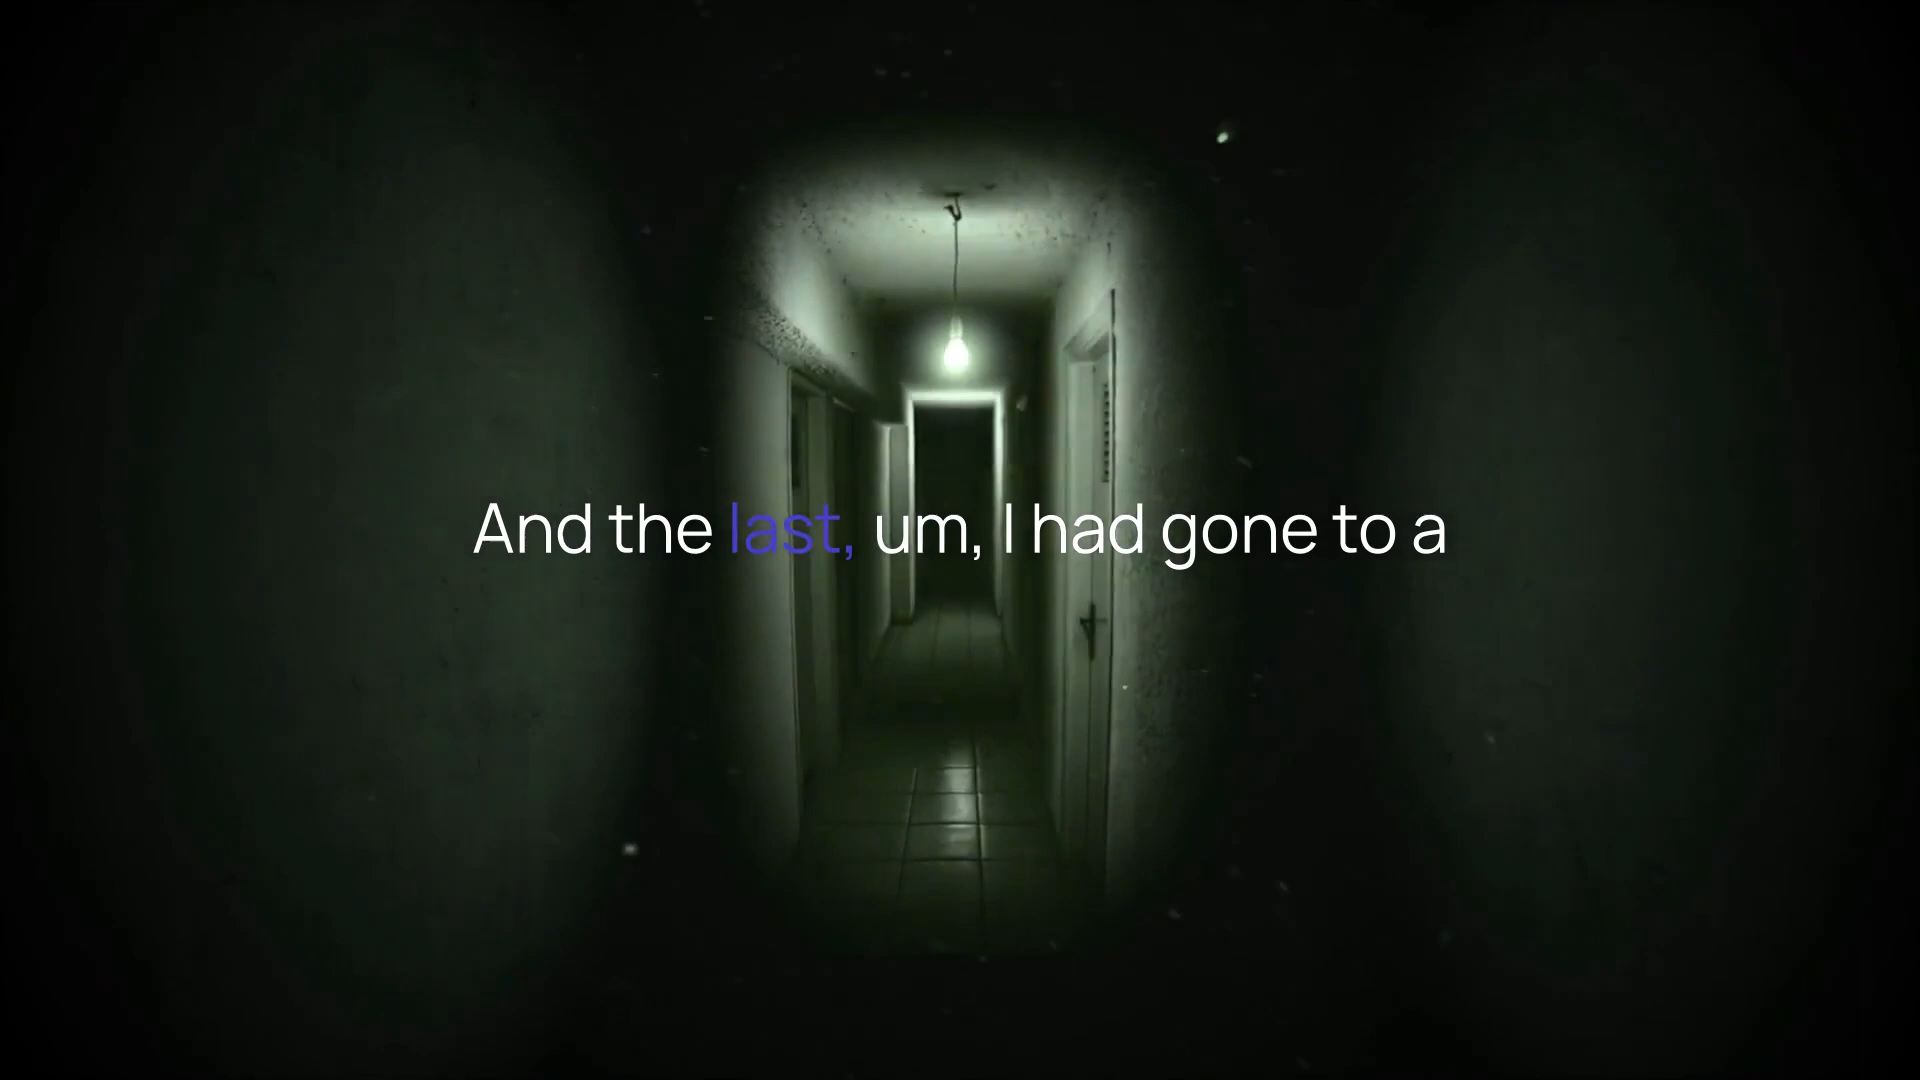 And the last, um, I had gone to a